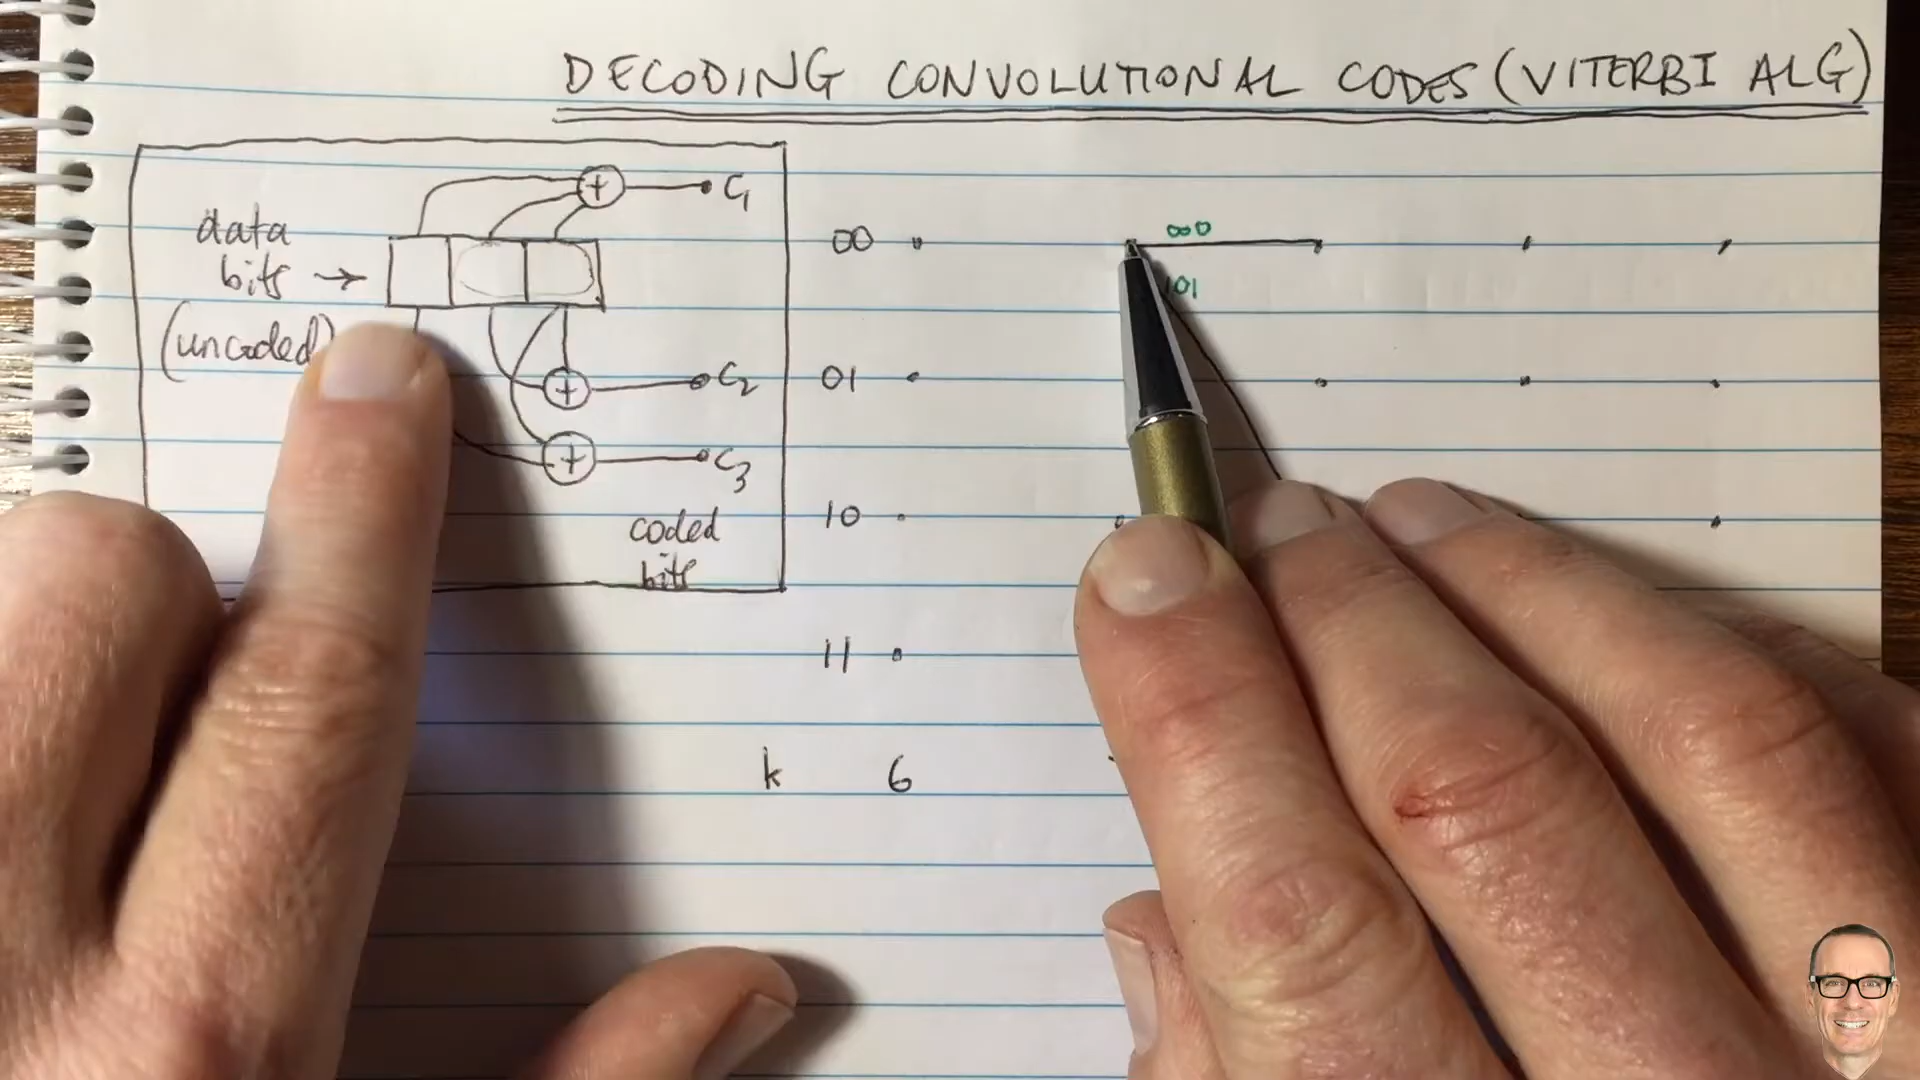 DECODING CONVOLUTIONAL CODES (VITERBI ALG)
data
bits →
(uncoded)
+
C1
+
C2
+
C3
coded
bits
00
000
101
01
10
11
k 6